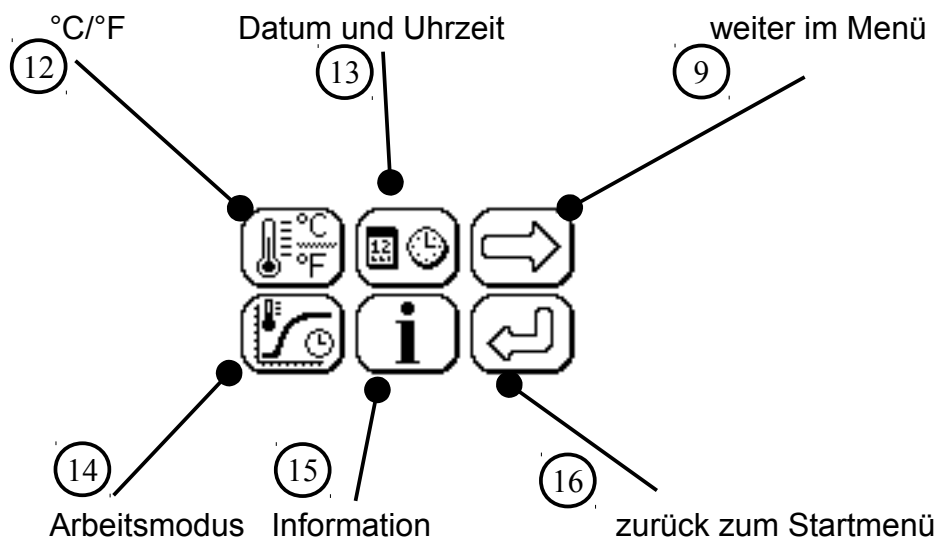 °C/°F Datum und Uhrzeit weiter im Menü
12 13 9
°C
°F
12
i
14 15 16
Arbeitsmodus Information zurück zum Startmenü